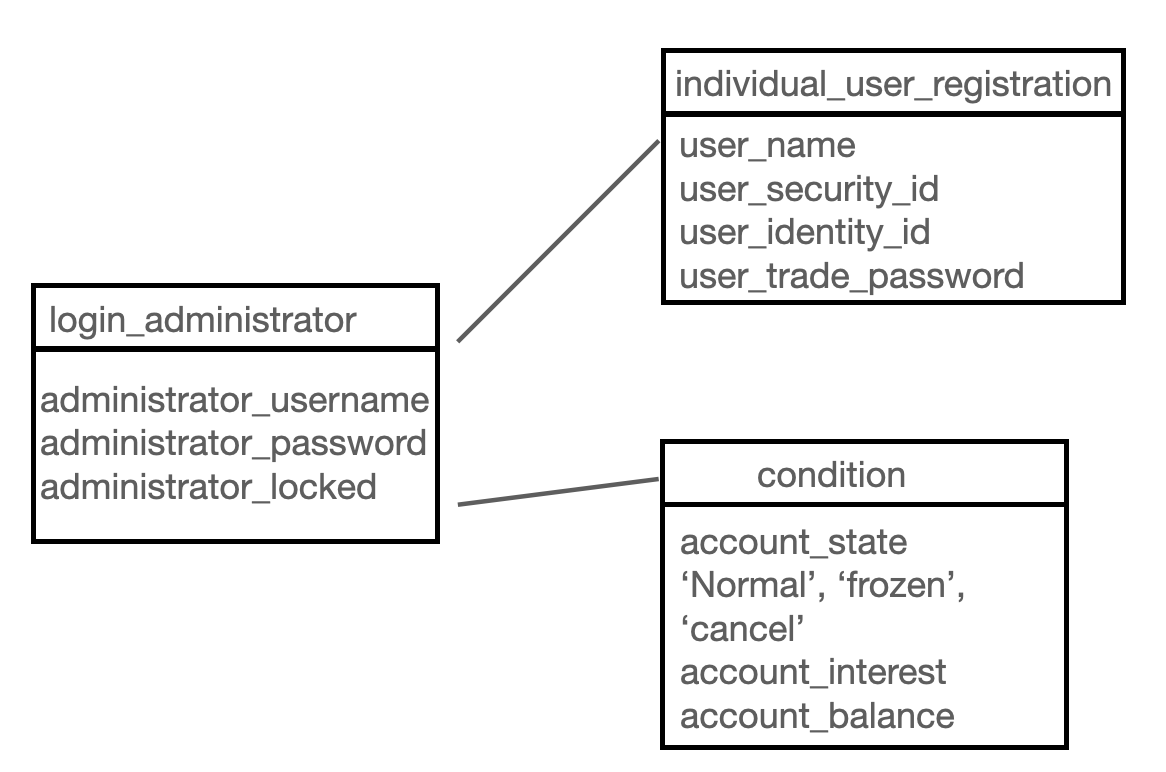 individual_user_registration
user_name
user_security_id
user_identity_id
user_trade_password
login_administrator
administrator_username
administrator_password
administrator_locked
condition
account_state
‘Normal’, ‘frozen’,
‘cancel’
account_interest
account_balance